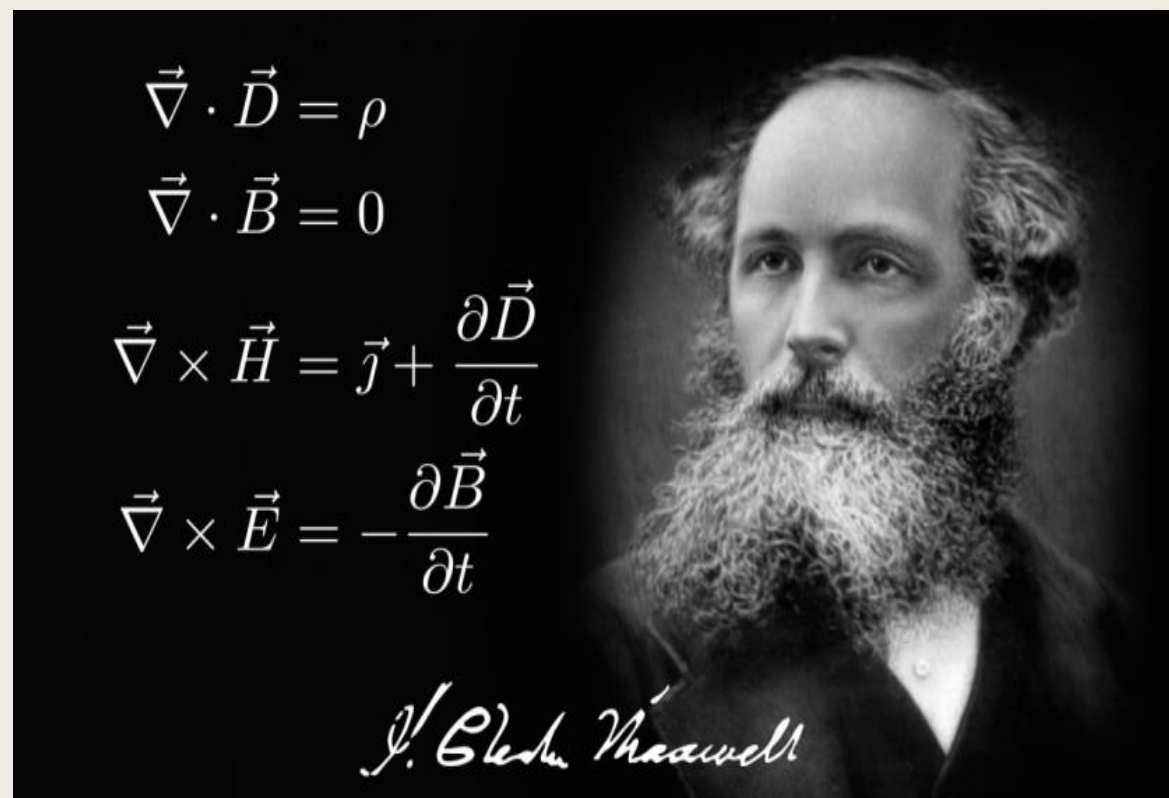 ∇⃗ · D⃗ = ρ
∇⃗ · B⃗ = 0
∇⃗ × H⃗ = ȷ⃗ + ∂D⃗/∂t
∇⃗ × E⃗ = −∂B⃗/∂t
J. Clerk Maxwell